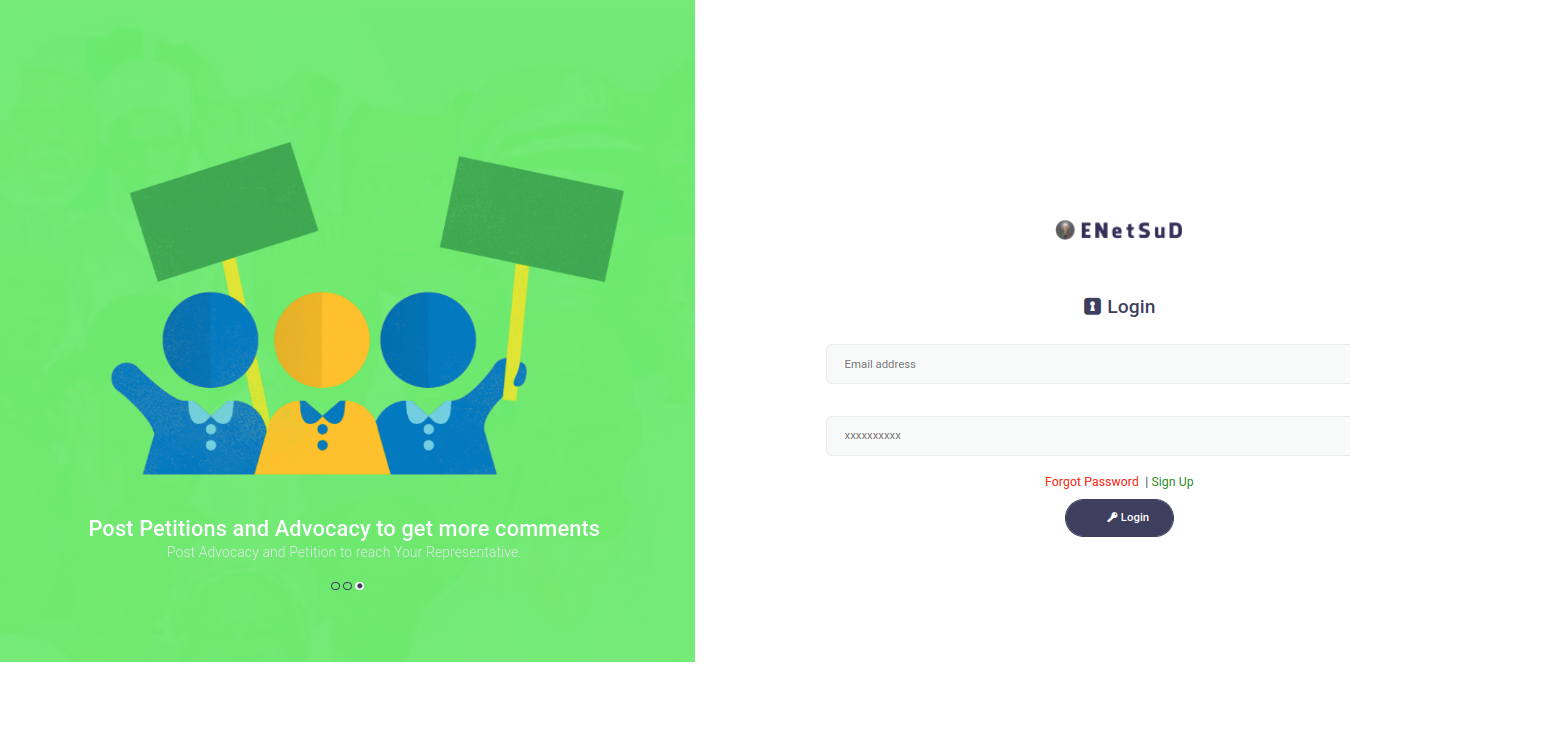 Post Petitions and Advocacy to get more comments
Post Advocacy and Petition to reach Your Representative.
ENetSuD
Login
Email address
xxxxxxxxxx
Forgot Password | Sign Up
Login